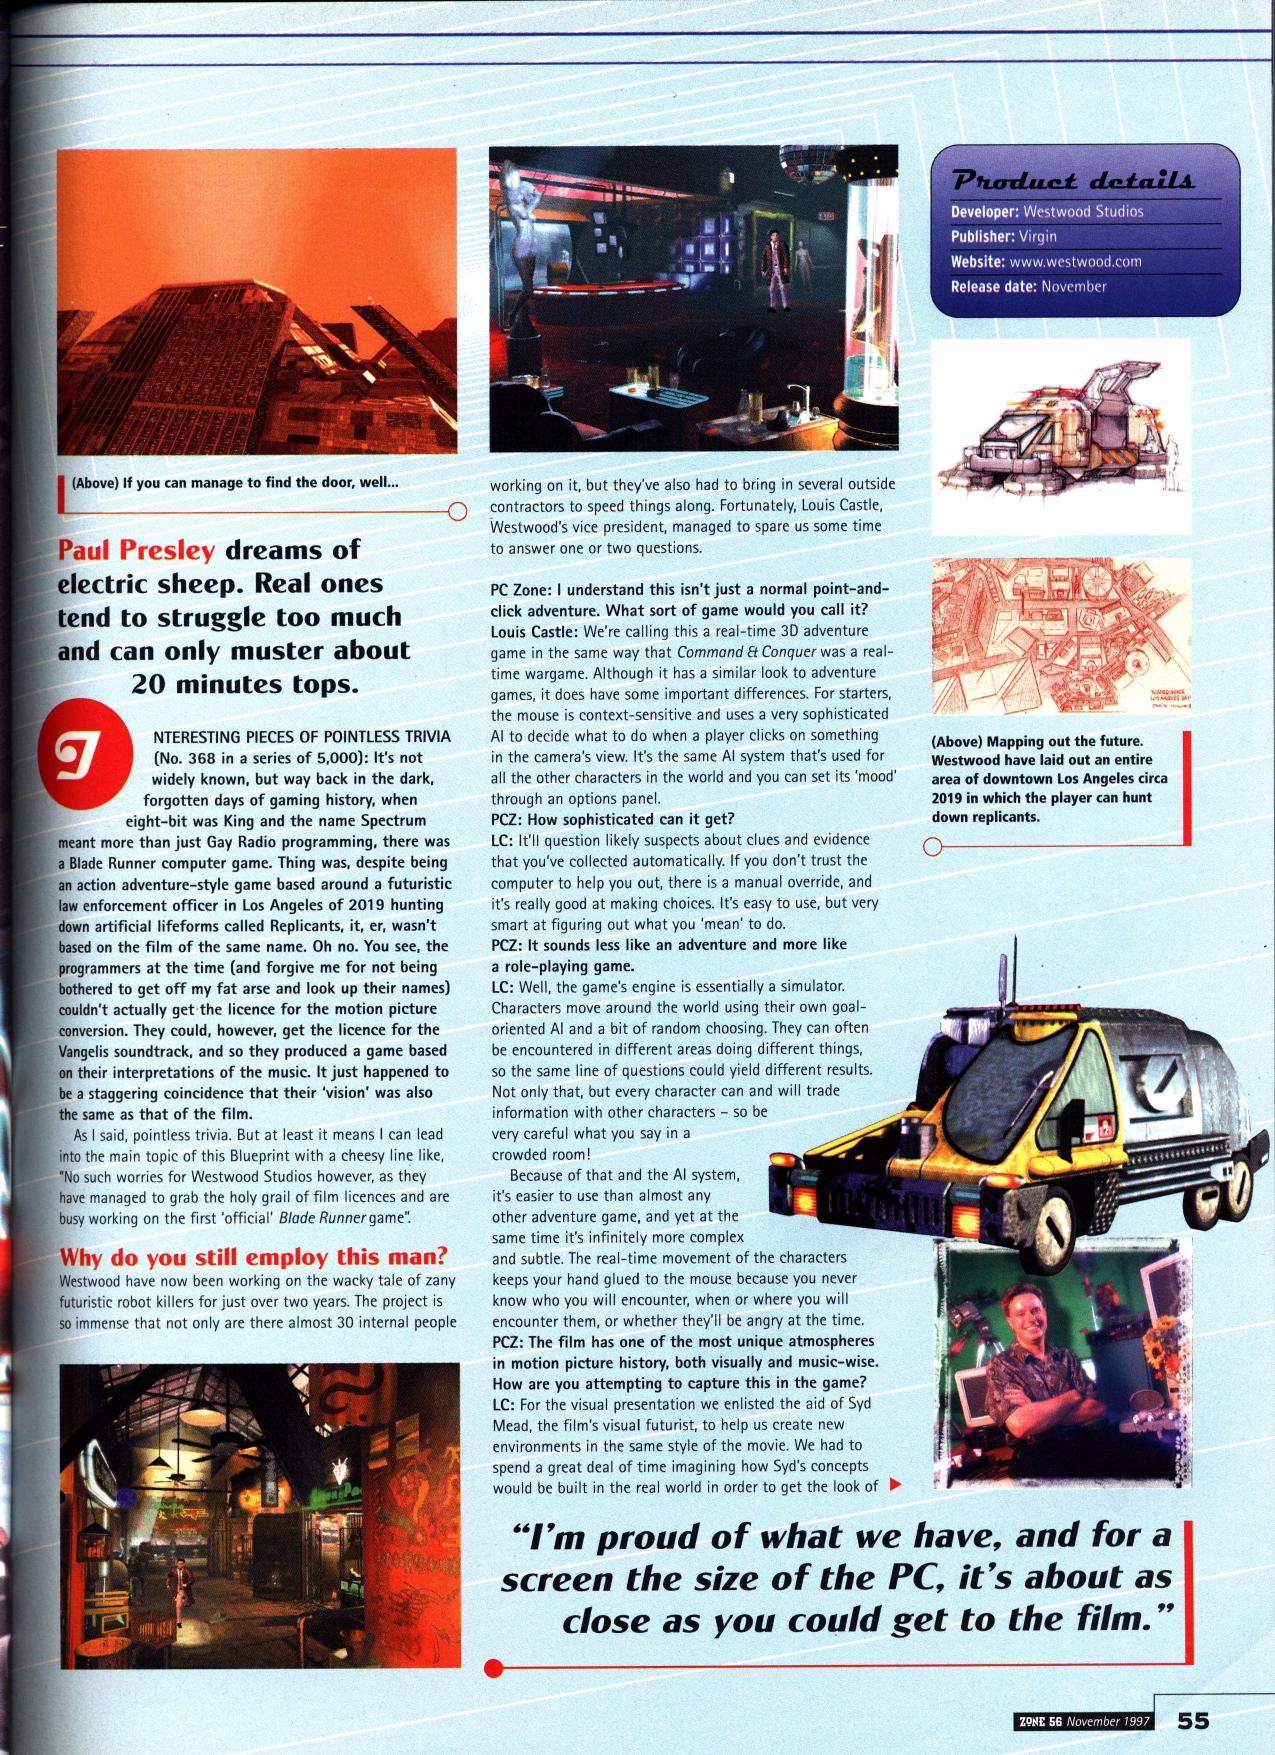 (Above) If you can manage to find the door, well...
Paul Presley dreams of
electric sheep. Real ones
tend to struggle too much
and can only muster about
20 minutes tops.
INTERESTING PIECES OF POINTLESS TRIVIA
(No. 368 in a series of 5,000): It's not
widely known, but way back in the dark,
forgotten days of gaming history, when
eight-bit was King and the name Spectrum
meant more than just Gay Radio programming, there was
a Blade Runner computer game. Thing was, despite being
an action adventure-style game based around a futuristic
law enforcement officer in Los Angeles of 2019 hunting
down artificial lifeforms called Replicants, it, er, wasn't
based on the film of the same name. Oh no. You see, the
programmers at the time (and forgive me for not being
bothered to get off my fat arse and look up their names)
couldn't actually get the licence for the motion picture
conversion. They could, however, get the licence for the
Vangelis soundtrack, and so they produced a game based
on their interpretations of the music. It just happened to
be a staggering coincidence that their 'vision' was also
the same as that of the film.
As I said, pointless trivia. But at least it means I can lead
into the main topic of this Blueprint with a cheesy line like,
"No such worries for Westwood Studios however, as they
have managed to grab the holy grail of film licences and are
busy working on the first 'official' Blade Runner game".
Why do you still employ this man?
Westwood have now been working on the wacky tale of zany
futuristic robot killers for just over two years. The project is
so immense that not only are there almost 30 internal people
working on it, but they've also had to bring in several outside
contractors to speed things along. Fortunately, Louis Castle,
Westwood's vice president, managed to spare us some time
to answer one or two questions.
PC Zone: I understand this isn't just a normal point-and-
click adventure. What sort of game would you call it?
Louis Castle: We're calling this a real-time 3D adventure
game in the same way that Command & Conquer was a real-
time wargame. Although it has a similar look to adventure
games, it does have some important differences. For starters,
the mouse is context-sensitive and uses a very sophisticated
AI to decide what to do when a player clicks on something
in the camera's view. It's the same AI system that's used for
all the other characters in the world and you can set its 'mood'
through an options panel.
PCZ: How sophisticated can it get?
LC: It'll question likely suspects about clues and evidence
that you've collected automatically. If you don't trust the
computer to help you out, there is a manual override, and
it's really good at making choices. It's easy to use, but very
smart at figuring out what you 'mean' to do.
PCZ: It sounds less like an adventure and more like
a role-playing game.
LC: Well, the game's engine is essentially a simulator.
Characters move around the world using their own goal-
oriented AI and a bit of random choosing. They can often
be encountered in different areas doing different things,
so the same line of questions could yield different results.
Not only that, but every character can and will trade
information with other characters – so be
very careful what you say in a
crowded room!
Because of that and the AI system,
it's easier to use than almost any
other adventure game, and yet at the
same time it's infinitely more complex
and subtle. The real-time movement of the characters
keeps your hand glued to the mouse because you never
know who you will encounter, when or where you will
encounter them, or whether they'll be angry at the time.
PCZ: The film has one of the most unique atmospheres
in motion picture history, both visually and music-wise.
How are you attempting to capture this in the game?
LC: For the visual presentation we enlisted the aid of Syd
Mead, the film's visual futurist, to help us create new
environments in the same style of the movie. We had to
spend a great deal of time imagining how Syd's concepts
would be built in the real world in order to get the look of
Product details
Developer: Westwood Studios
Publisher: Virgin
Website: www.westwood.com
Release date: November
(Above) Mapping out the future.
Westwood have laid out an entire
area of downtown Los Angeles circa
2019 in which the player can hunt
down replicants.
"I'm proud of what we have, and for a
screen the size of the PC, it's about as
close as you could get to the film."
ZONE 56 November 1997 55